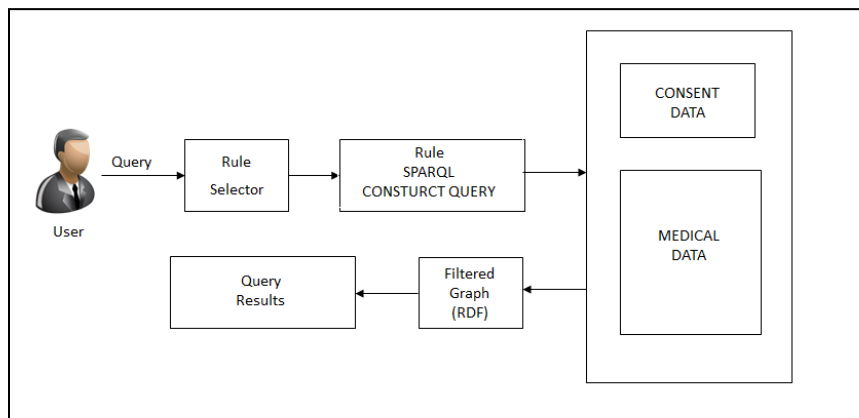 Query
User
Rule
Selector
Rule
SPARQL
CONSTURCT QUERY
CONSENT
DATA
MEDICAL
DATA
Filtered
Graph
(RDF)
Query
Results